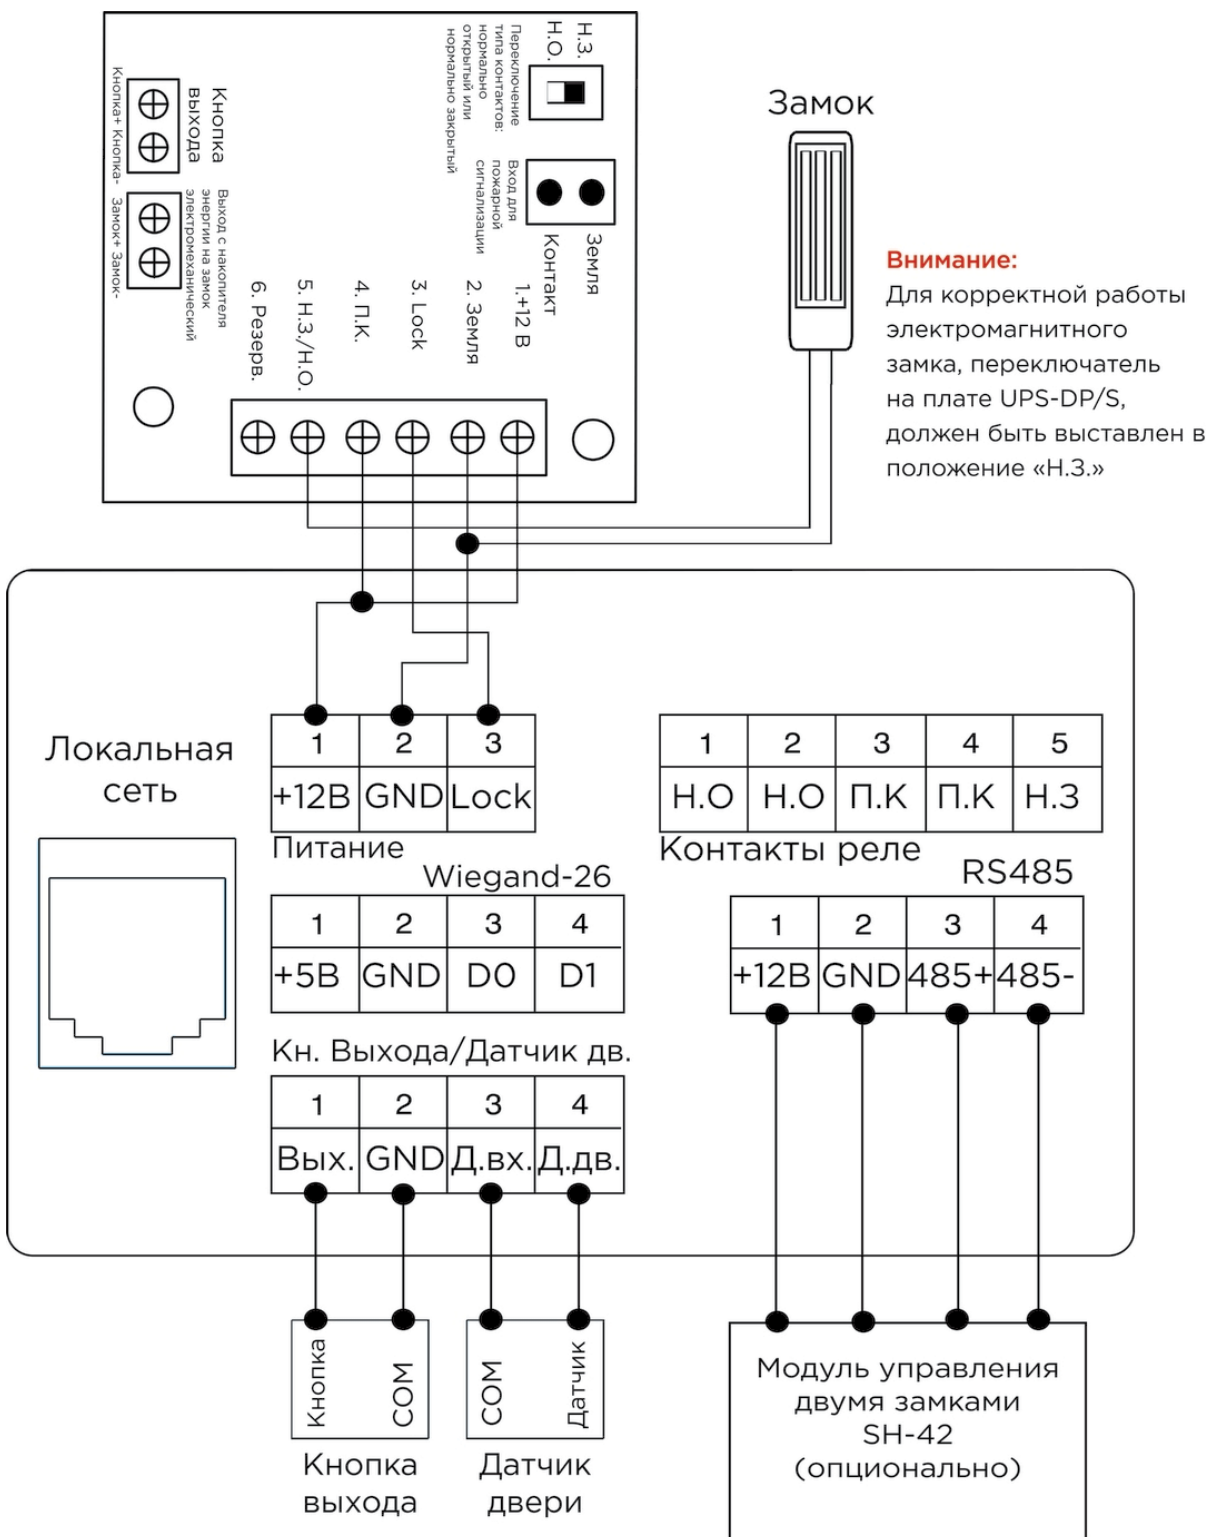 Н.З.
Н.О.
Переключение
типа контактов:
нормально
открытый или
нормально закрытый
Кнопка
выхода
Кнопка+ Кнопка-
Вход для
пожарной
сигнализации
Земля
Контакт
Выход с накопителя
энергии на замок
электромеханический
Замок+ Замок-
1.+12 В
2. Земля
3. Lock
4. П.К.
5. Н.З./Н.О.
6. Резерв.
Замок
Внимание:
Для корректной работы
электромагнитного
замка, переключатель
на плате UPS-DP/S,
должен быть выставлен в
положение «Н.З.»
Локальная
сеть
1 2 3
+12В GND Lock
Питание
1 2 3 4 5
Н.О Н.О П.К П.К Н.З
Контакты реле
Wiegand-26
1 2 3 4
+5В GND D0 D1
RS485
1 2 3 4
+12В GND 485+ 485-
Кн. Выхода/Датчик дв.
1 2 3 4
Вых. GND Д.вх. Д.дв.
Кнопка
COM
Кнопка
выхода
COM
Датчик
Датчик
двери
Модуль управления
двумя замками
SH-42
(опционально)